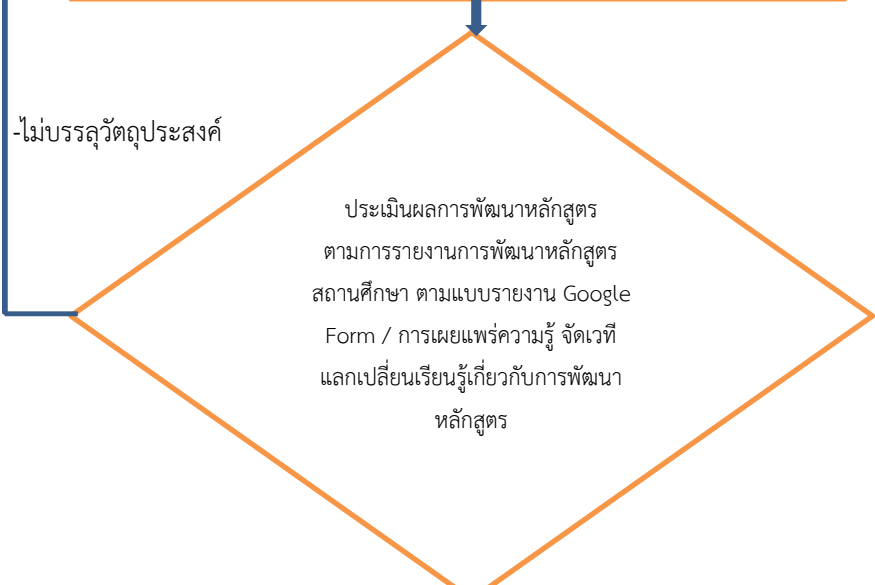 -ไม่บรรลุวัตถุประสงค์
ประเมินผลการพัฒนาหลักสูตร
ตามการรายงานการพัฒนาหลักสูตร
สถานศึกษา ตามแบบรายงาน Google
Form / การเผยแพร่ความรู้ จัดเวที
แลกเปลี่ยนเรียนรู้เกี่ยวกับการพัฒนา
หลักสูตร